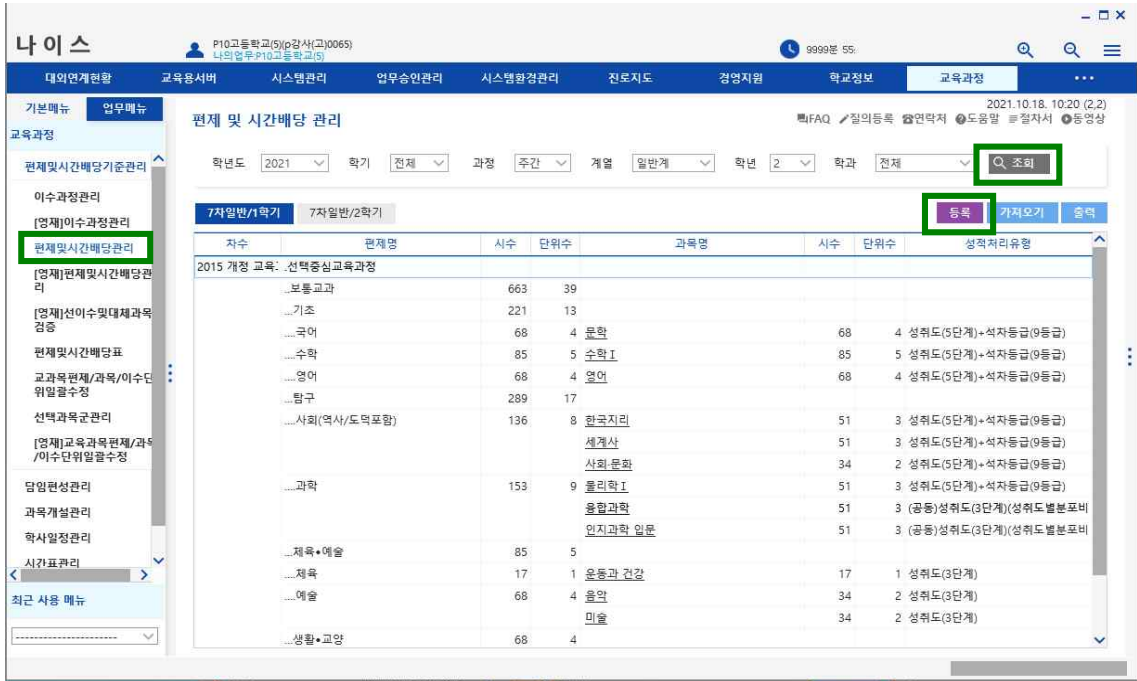 나이스
P10고등학교(5)(p강사(고)0065)
나의업무:P10고등학교(5)
9999분 55:
대외연계현황 교육용서버 시스템관리 업무승인관리 시스템환경관리 진로지도 경영지원 학교정보 교육과정 •••
기본메뉴 업무메뉴
2021.10.18. 10:20 (2,2)
편제 및 시간배당 관리
FAQ 질의등록 연락처 도움말 절차서 동영상
교육과정
학년도 2021 학기 전체 과정 주간 계열 일반계 학년 2 학과 전체 조회
편제및시간배당기준관리
이수과정관리
[영재]이수과정관리
편제및시간배당관리
[영재]편제및시간배당관
리
[영재]선이수및대체과목
검증
편제및시간배당표
교과목편제/과목/이수단
위일괄수정
선택과목군관리
[영재]교육과목편제/과목
/이수단위일괄수정
담임편성관리
과목개설관리
학사일정관리
시간표관리
최근 사용 메뉴
----------------------
7차일반/1학기 7차일반/2학기 등록 가져오기 출력
차수 편제명 시수 단위수 과목명 시수 단위수 성적처리유형
2015 개정 교육: .선택중심교육과정
..보통교과 663 39
...기초 221 13
....국어 68 4 문학 68 4 성취도(5단계)+석차등급(9등급)
....수학 85 5 수학Ⅰ 85 5 성취도(5단계)+석차등급(9등급)
....영어 68 4 영어 68 4 성취도(5단계)+석차등급(9등급)
...탐구 289 17
....사회(역사/도덕포함) 136 8 한국지리 51 3 성취도(5단계)+석차등급(9등급)
세계사 51 3 성취도(5단계)+석차등급(9등급)
사회·문화 34 2 성취도(5단계)+석차등급(9등급)
....과학 153 9 물리학Ⅰ 51 3 성취도(5단계)+석차등급(9등급)
융합과학 51 3 (공동)성취도(3단계)(성취도별분포비
인지과학 입문 51 3 (공동)성취도(3단계)(성취도별분포비
...체육•예술 85 5
....체육 17 1 운동과 건강 17 1 성취도(3단계)
....예술 68 4 음악 34 2 성취도(3단계)
미술 34 2 성취도(3단계)
...생활•교양 68 4